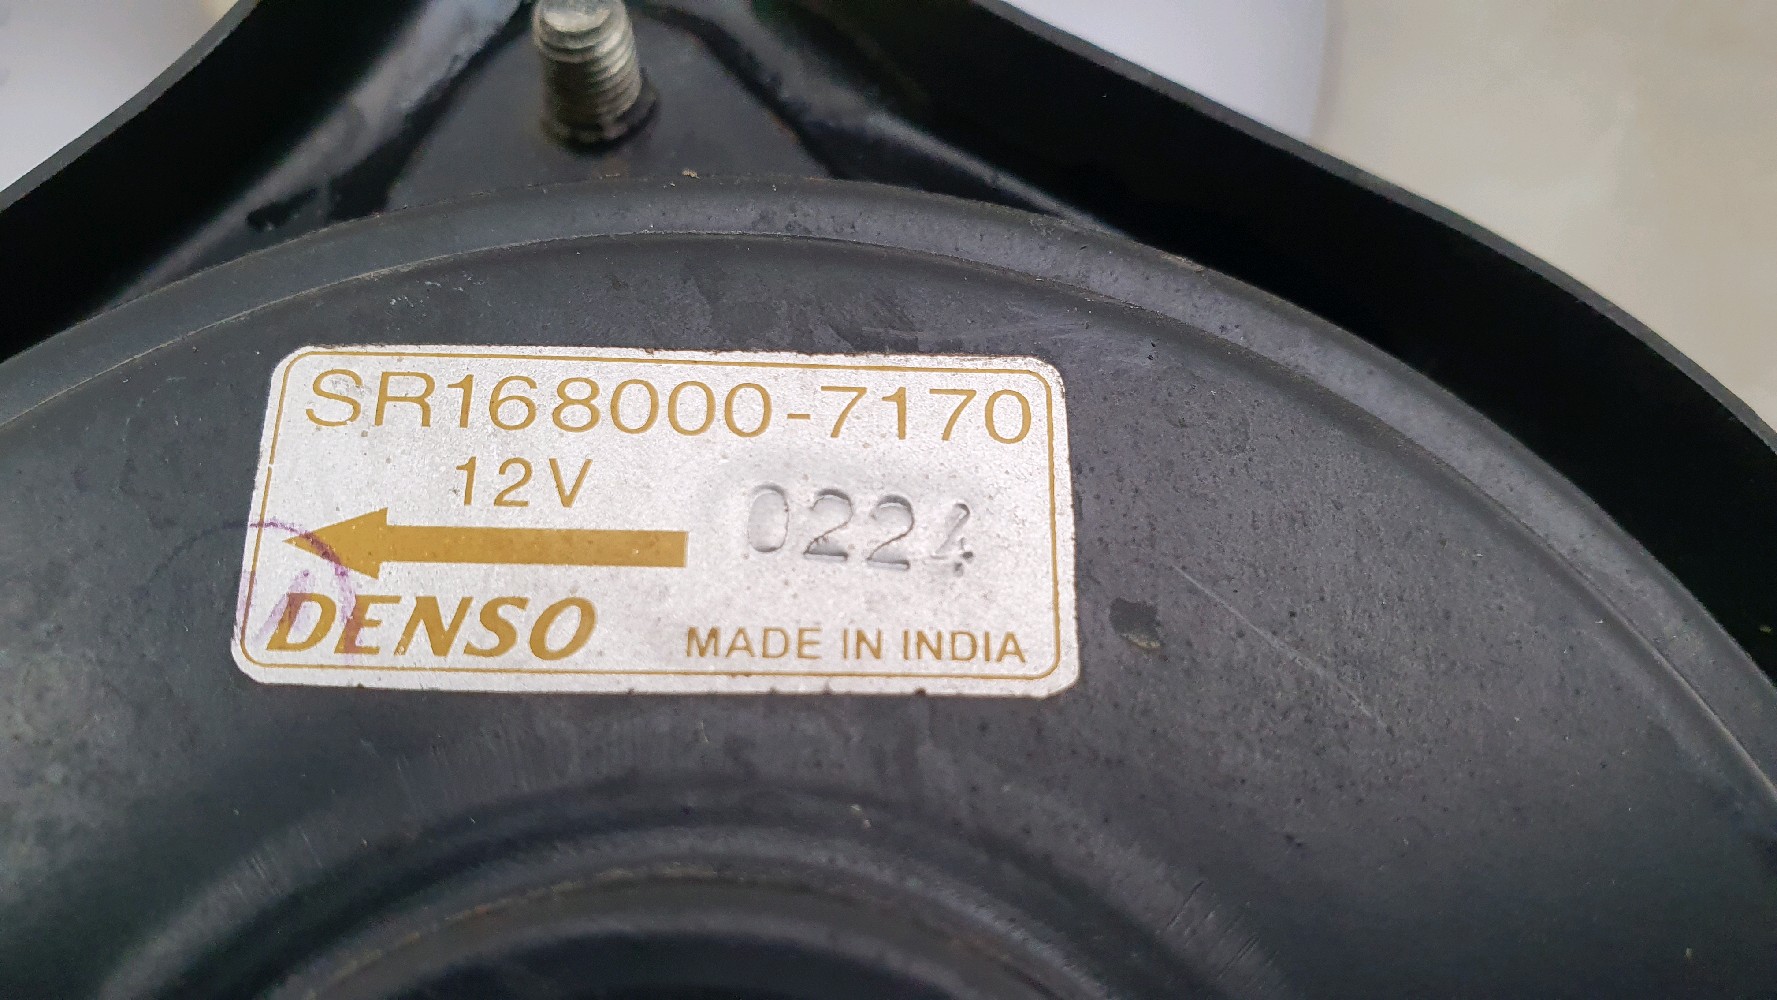 SR168000-7170
12V
0224
DENSO
MADE IN INDIA